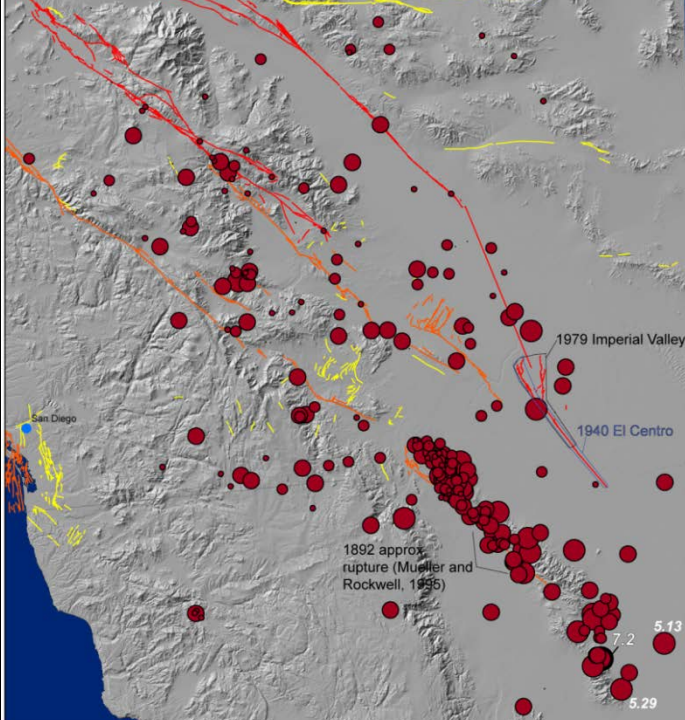 1979 Imperial Valley
San Diego
1940 El Centro
1892 approx
rupture (Mueller and
Rockwell, 1995)
5.13
7.2
5.29